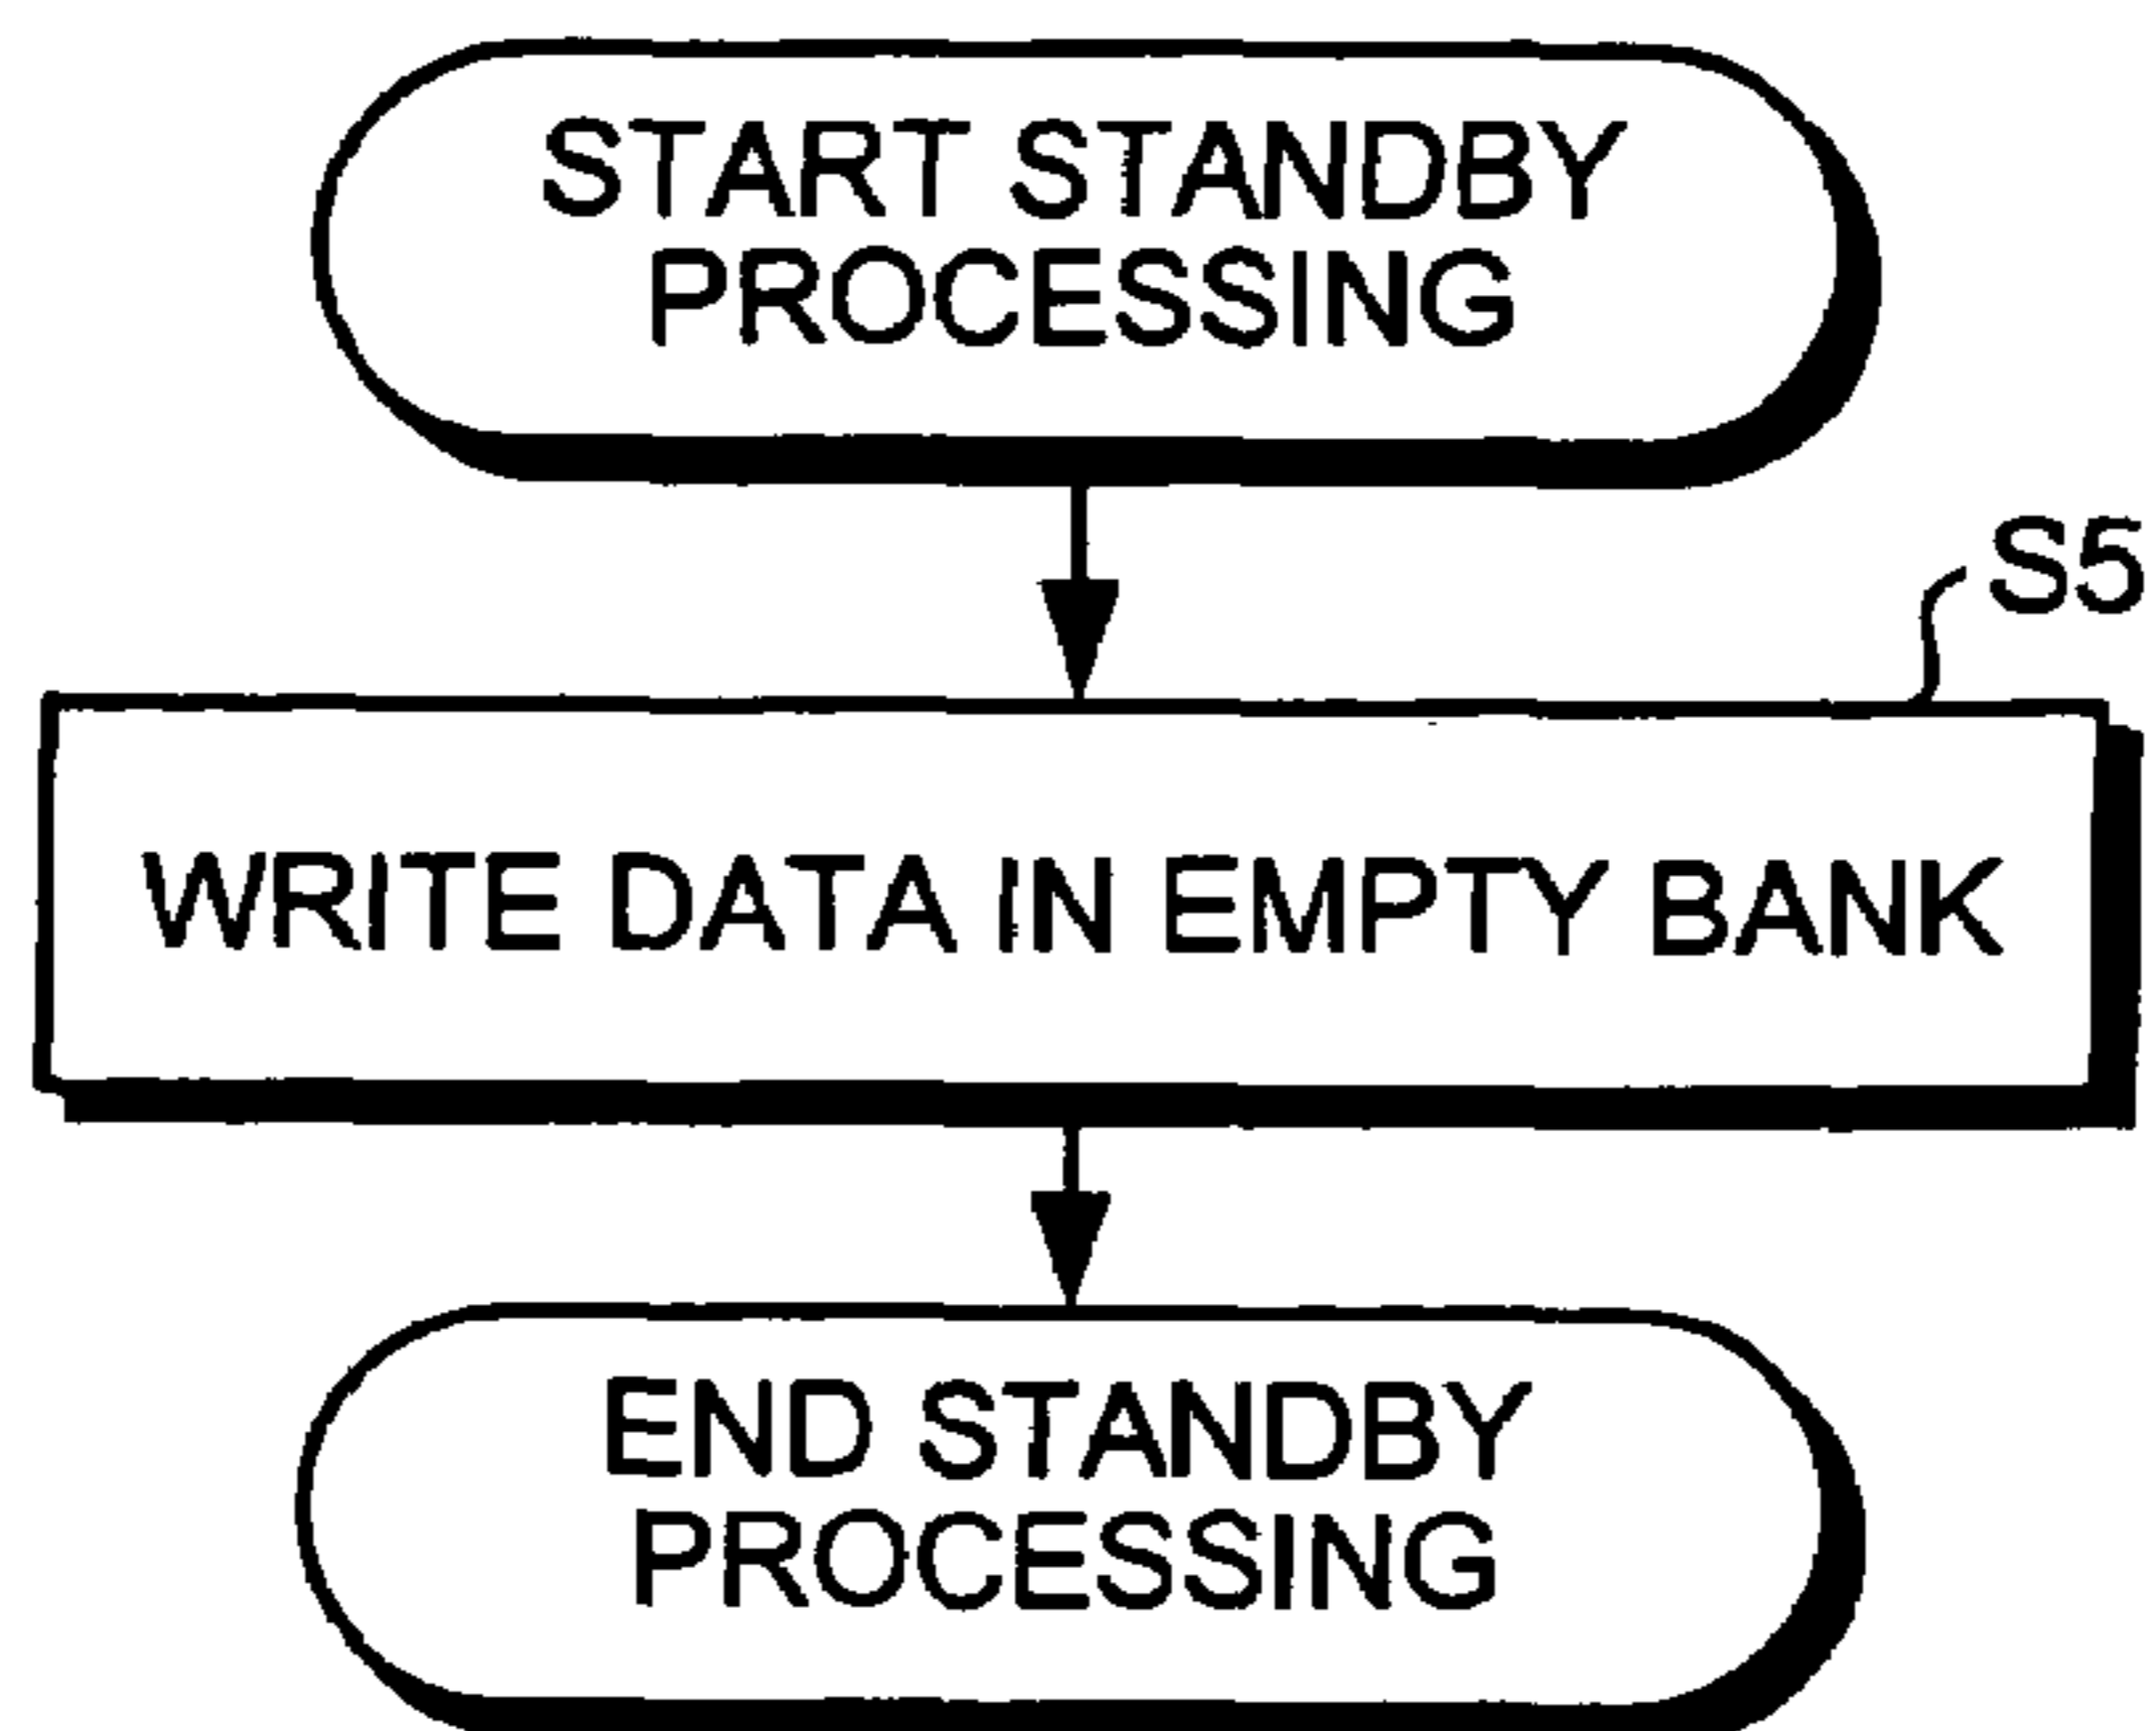 START STANDBY
PROCESSING
S5
WRITE DATA IN EMPTY BANK
END STANDBY
PROCESSING